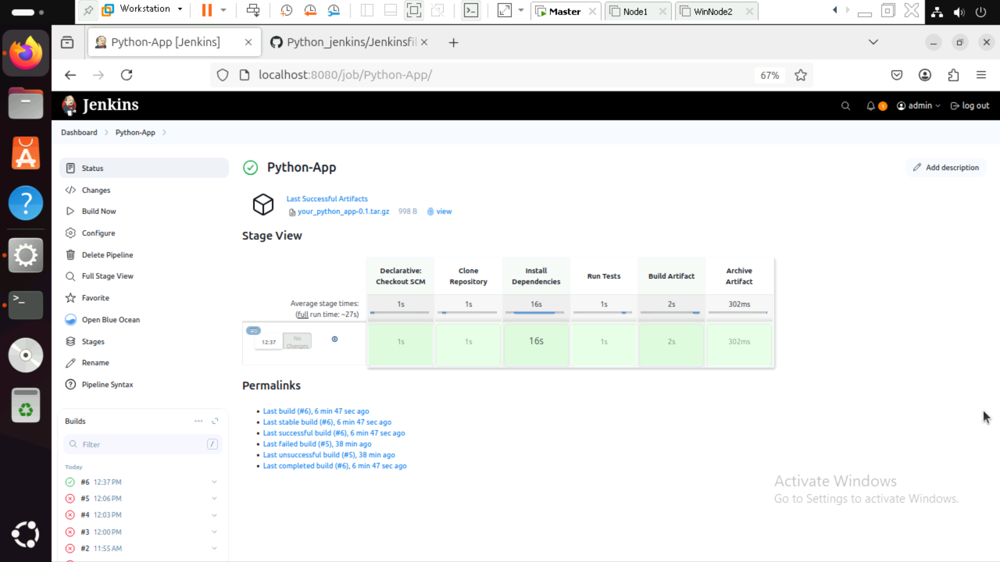 Workstation
Master
Node1
WinNode2
Python-App [Jenkins]
Python_jenkins/Jenkinsfil
localhost:8080/job/Python-App/
67%
Jenkins
1
admin
log out
Dashboard
Python-App
Status
Changes
Build Now
Configure
Delete Pipeline
Full Stage View
Favorite
Open Blue Ocean
Stages
Rename
Pipeline Syntax
Builds
Filter
/
Today
#6 12:37 PM
#5 12:06 PM
#4 12:03 PM
#3 12:00 PM
#2 11:55 AM
Python-App
Add description
Last Successful Artifacts
your_python_app-0.1.tar.gz 998 B view
Stage View
Declarative: Checkout SCM
Clone Repository
Install Dependencies
Run Tests
Build Artifact
Archive Artifact
Average stage times:
(full run time: ~27s)
1s 1s 16s 1s 2s 302ms
#6
12:37
No Changes
1s 1s 16s 1s 2s 302ms
Permalinks
Last build (#6), 6 min 47 sec ago
Last stable build (#6), 6 min 47 sec ago
Last successful build (#6), 6 min 47 sec ago
Last failed build (#5), 38 min ago
Last unsuccessful build (#5), 38 min ago
Last completed build (#6), 6 min 47 sec ago
Activate Windows
Go to Settings to activate Windows.